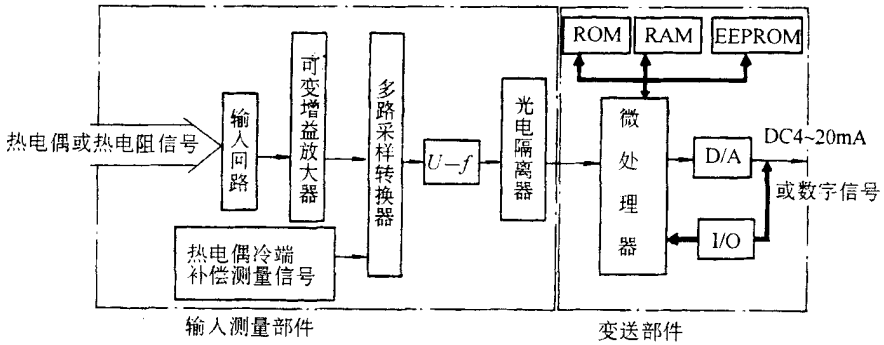 ROM
RAM
EEPROM
热电偶或热电阻信号
输入回路
可变增益放大器
多路采样转换器
U－f
光电隔离器
微处理器
D/A
DC4~20mA
或数字信号
I/O
热电偶冷端
补偿测量信号
输入测量部件
变送部件